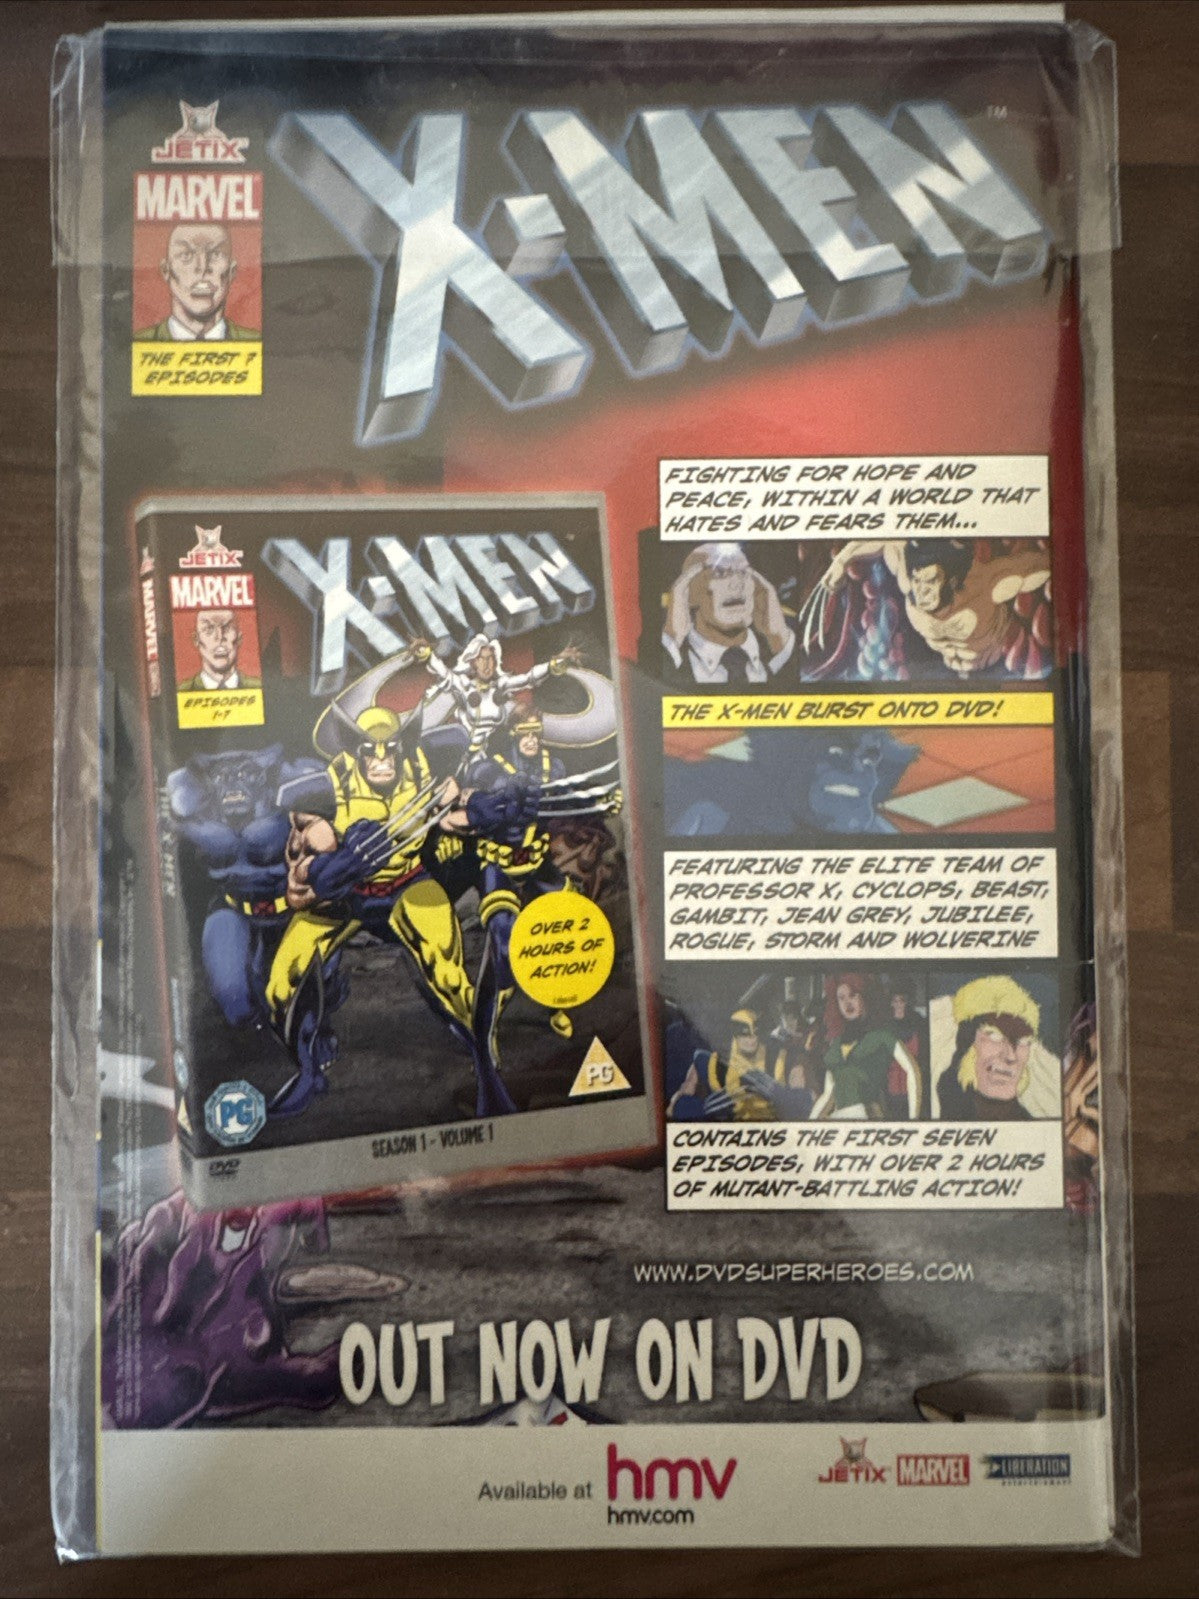 JETIX
X-MEN
TM
MARVEL
THE FIRST 7
EPISODES
FIGHTING FOR HOPE AND
PEACE, WITHIN A WORLD THAT
HATES AND FEARS THEM...
JETIX
MARVEL
X-MEN
EPISODES
1-7
MARVEL
THE X-MEN BURST ONTO DVD!
FEATURING THE ELITE TEAM OF
PROFESSOR X, CYCLOPS, BEAST,
GAMBIT, JEAN GREY, JUBILEE,
ROGUE, STORM AND WOLVERINE
OVER 2
HOURS OF
ACTION!
PG
PG
SEASON 1 - VOLUME 1
DVD
CONTAINS THE FIRST SEVEN
EPISODES, WITH OVER 2 HOURS
OF MUTANT-BATTLING ACTION!
WWW.DVDSUPERHEROES.COM
OUT NOW ON DVD
Available at hmv
hmv.com
JETIX MARVEL LIBERATION
ENTERTAINMENT